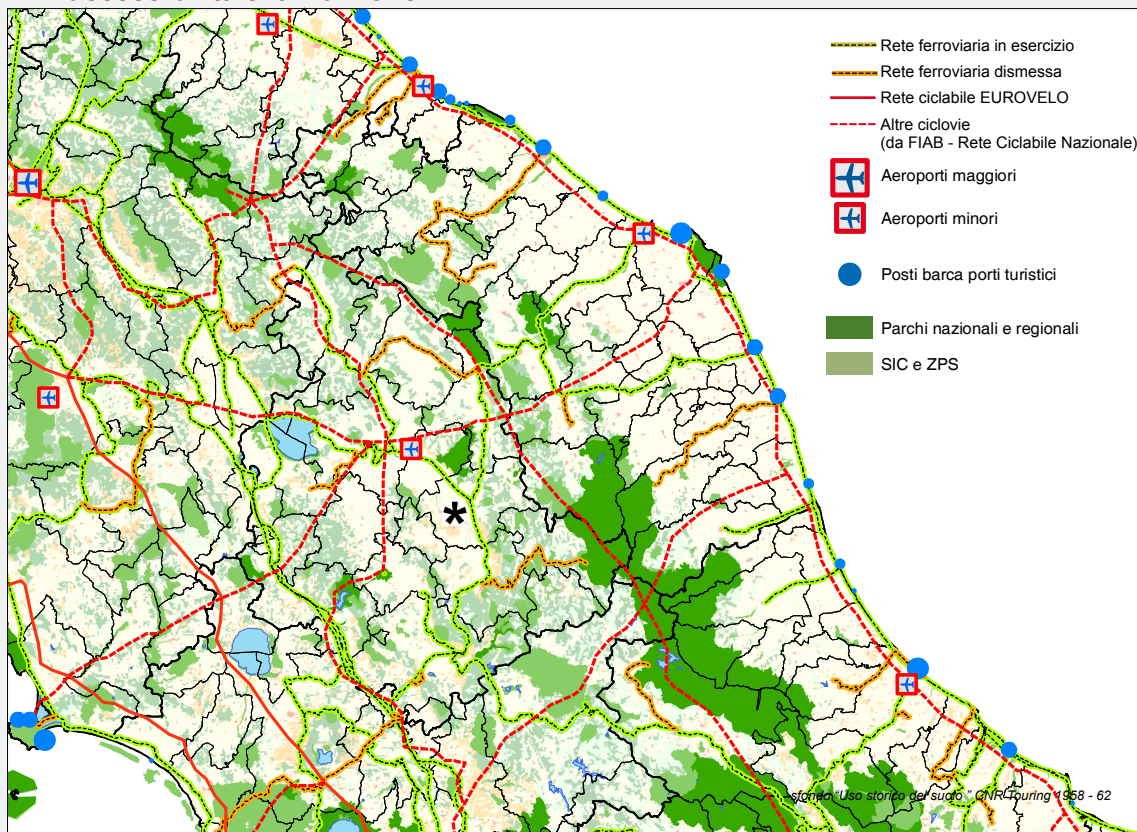 Rete ferroviaria in esercizio
Rete ferroviaria dismessa
Rete ciclabile EUROVELO
Altre ciclovie
(da FIAB - Rete Ciclabile Nazionale)
Aeroporti maggiori
Aeroporti minori
Posti barca porti turistici
Parchi nazionali e regionali
SIC e ZPS
*
sfondo "Uso storico del suolo " CNR Touring 1958 - 62